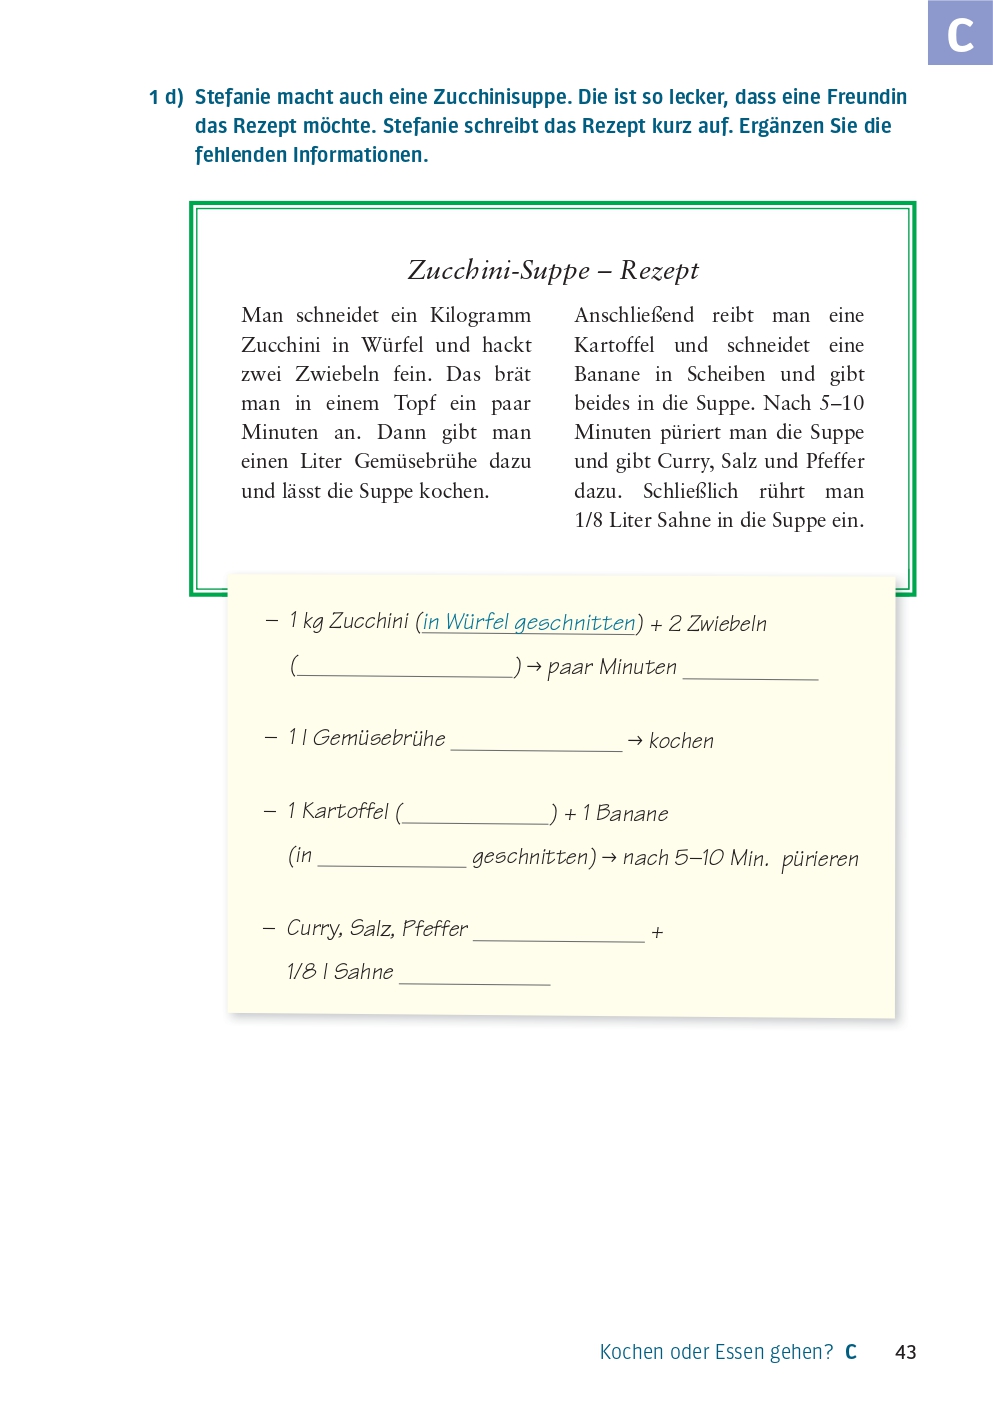 C
1 d) Stefanie macht auch eine Zucchinisuppe. Die ist so lecker, dass eine Freundin
das Rezept möchte. Stefanie schreibt das Rezept kurz auf. Ergänzen Sie die
fehlenden Informationen.
Zucchini-Suppe – Rezept
Man schneidet ein Kilogramm
Zucchini in Würfel und hackt
zwei Zwiebeln fein. Das brät
man in einem Topf ein paar
Minuten an. Dann gibt man
einen Liter Gemüsebrühe dazu
und lässt die Suppe kochen.
Anschließend reibt man eine
Kartoffel und schneidet eine
Banane in Scheiben und gibt
beides in die Suppe. Nach 5–10
Minuten püriert man die Suppe
und gibt Curry, Salz und Pfeffer
dazu. Schließlich rührt man
1/8 Liter Sahne in die Suppe ein.
– 1 kg Zucchini (in Würfel geschnitten) + 2 Zwiebeln
(____________________) → paar Minuten ____________
– 1 l Gemüsebrühe ________________ → kochen
– 1 Kartoffel (______________) + 1 Banane
(in ______________ geschnitten) → nach 5–10 Min. pürieren
– Curry, Salz, Pfeffer ________________ +
1/8 l Sahne ______________
Kochen oder Essen gehen? C 43